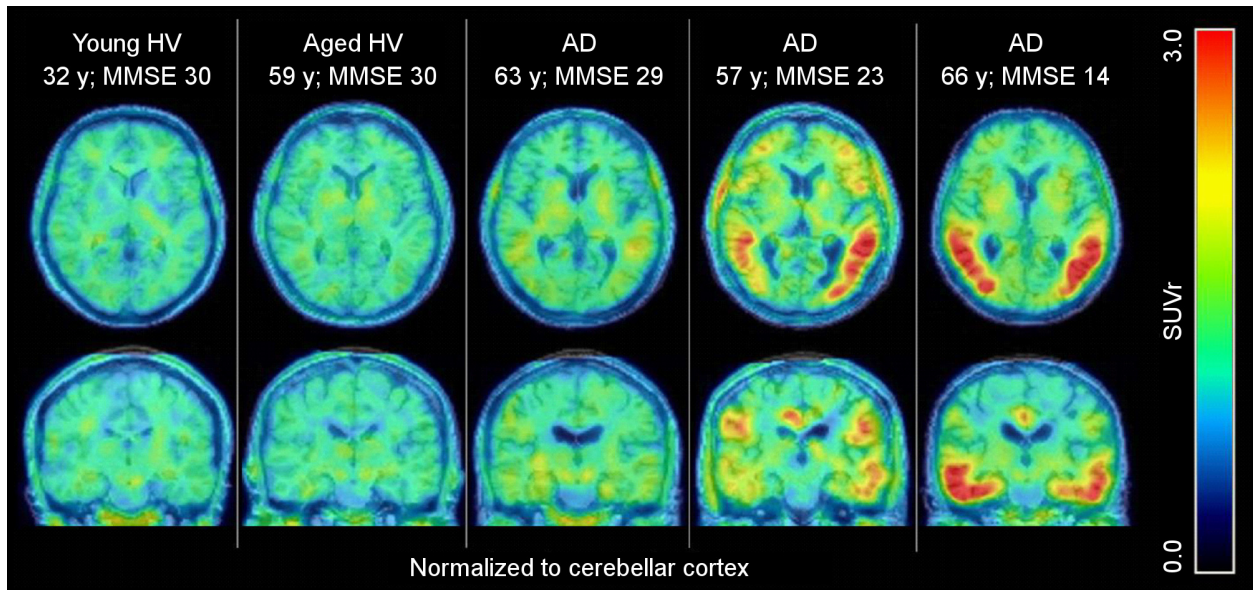 Young HV
32 y; MMSE 30
Aged HV
59 y; MMSE 30
AD
63 y; MMSE 29
AD
57 y; MMSE 23
AD
66 y; MMSE 14
3.0
SUVr
0.0
Normalized to cerebellar cortex